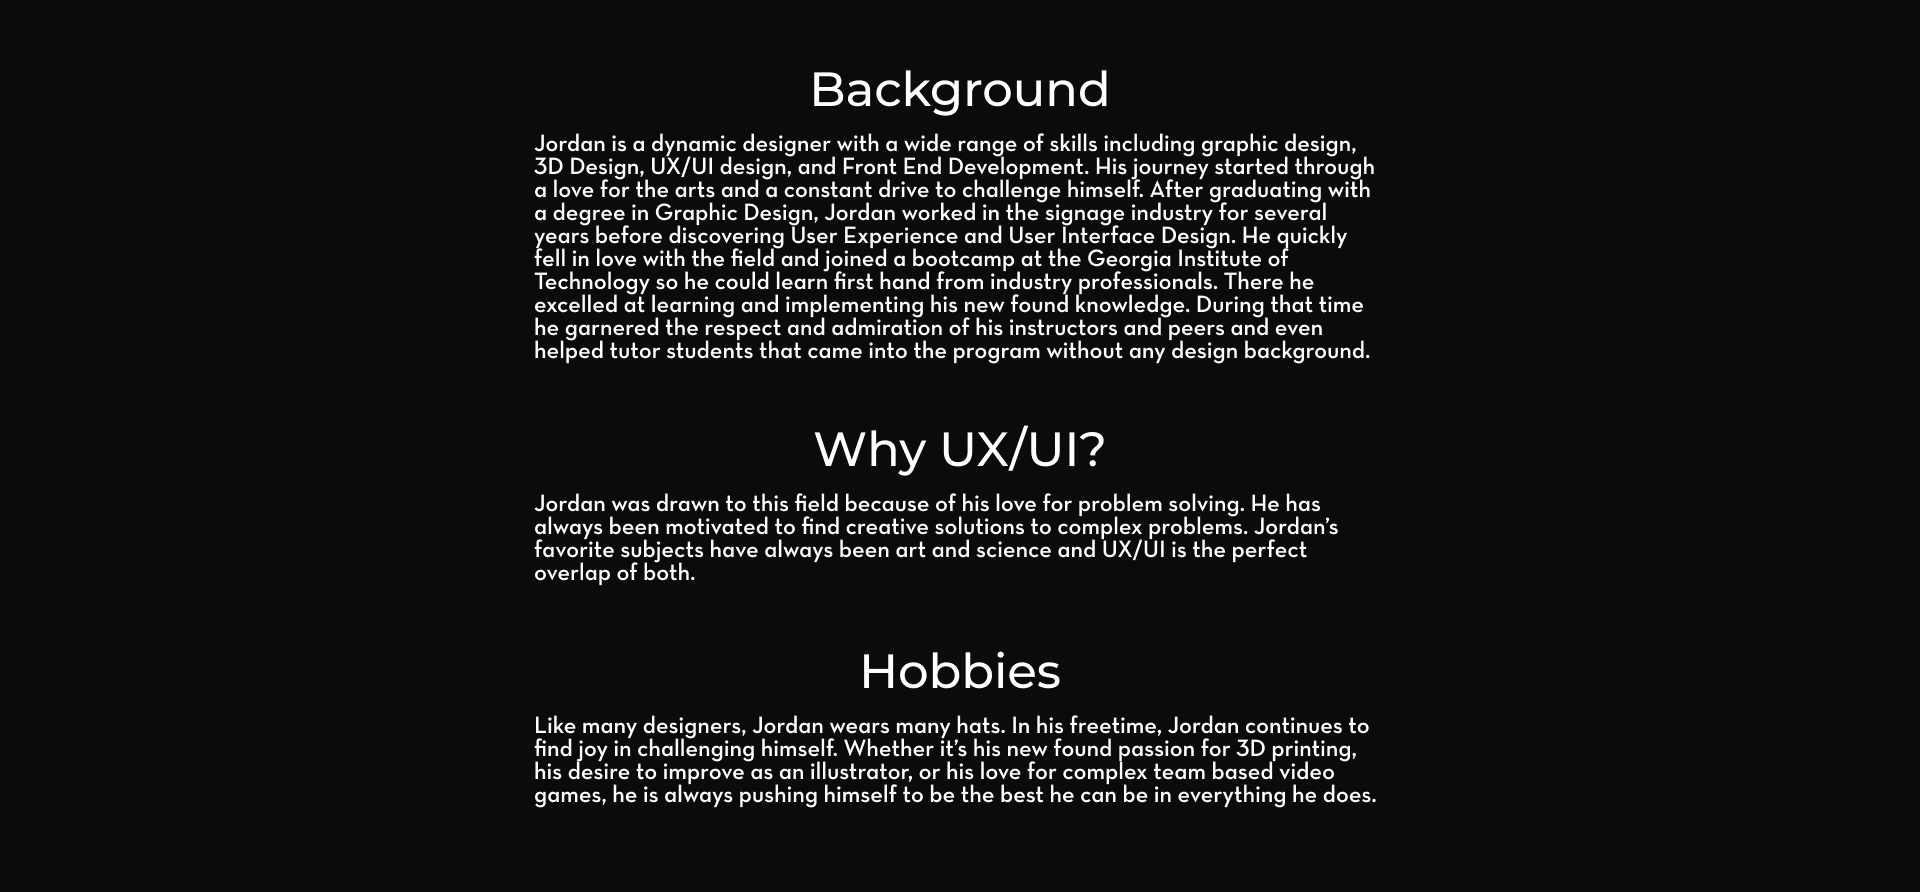 Background
Jordan is a dynamic designer with a wide range of skills including graphic design,
3D Design, UX/UI design, and Front End Development. His journey started through
a love for the arts and a constant drive to challenge himself. After graduating with
a degree in Graphic Design, Jordan worked in the signage industry for several
years before discovering User Experience and User Interface Design. He quickly
fell in love with the field and joined a bootcamp at the Georgia Institute of
Technology so he could learn first hand from industry professionals. There he
excelled at learning and implementing his new found knowledge. During that time
he garnered the respect and admiration of his instructors and peers and even
helped tutor students that came into the program without any design background.
Why UX/UI?
Jordan was drawn to this field because of his love for problem solving. He has
always been motivated to find creative solutions to complex problems. Jordan’s
favorite subjects have always been art and science and UX/UI is the perfect
overlap of both.
Hobbies
Like many designers, Jordan wears many hats. In his freetime, Jordan continues to
find joy in challenging himself. Whether it’s his new found passion for 3D printing,
his desire to improve as an illustrator, or his love for complex team based video
games, he is always pushing himself to be the best he can be in everything he does.